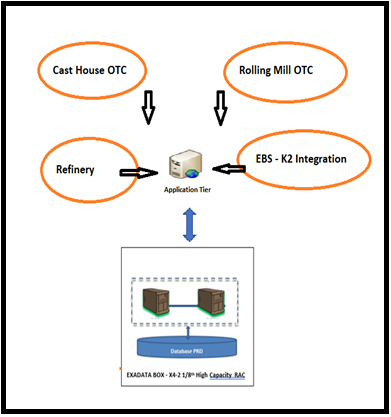 Cast House OTC
Rolling Mill OTC
Refinery
EBS - K2 Integration
Application Tier
Database PRD
EXADATA BOX - X4-2 1/8th High Capacity RAC